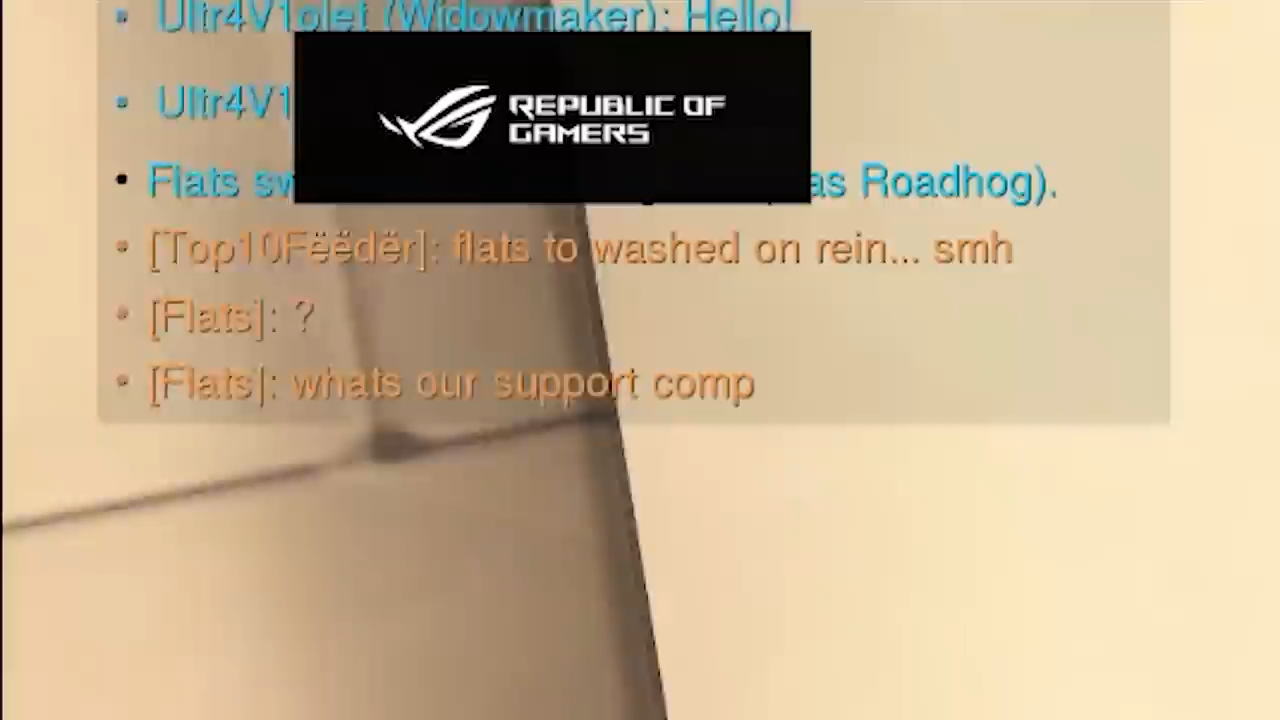 Ultr4V1olet (Widowmaker): Hello!
REPUBLIC OF
GAMERS
Ultr4V1
Flats as Roadhog).
[Top10Fëëdër]: flats to washed on rein... smh
[Flats]: ?
[Flats]: whats our support comp